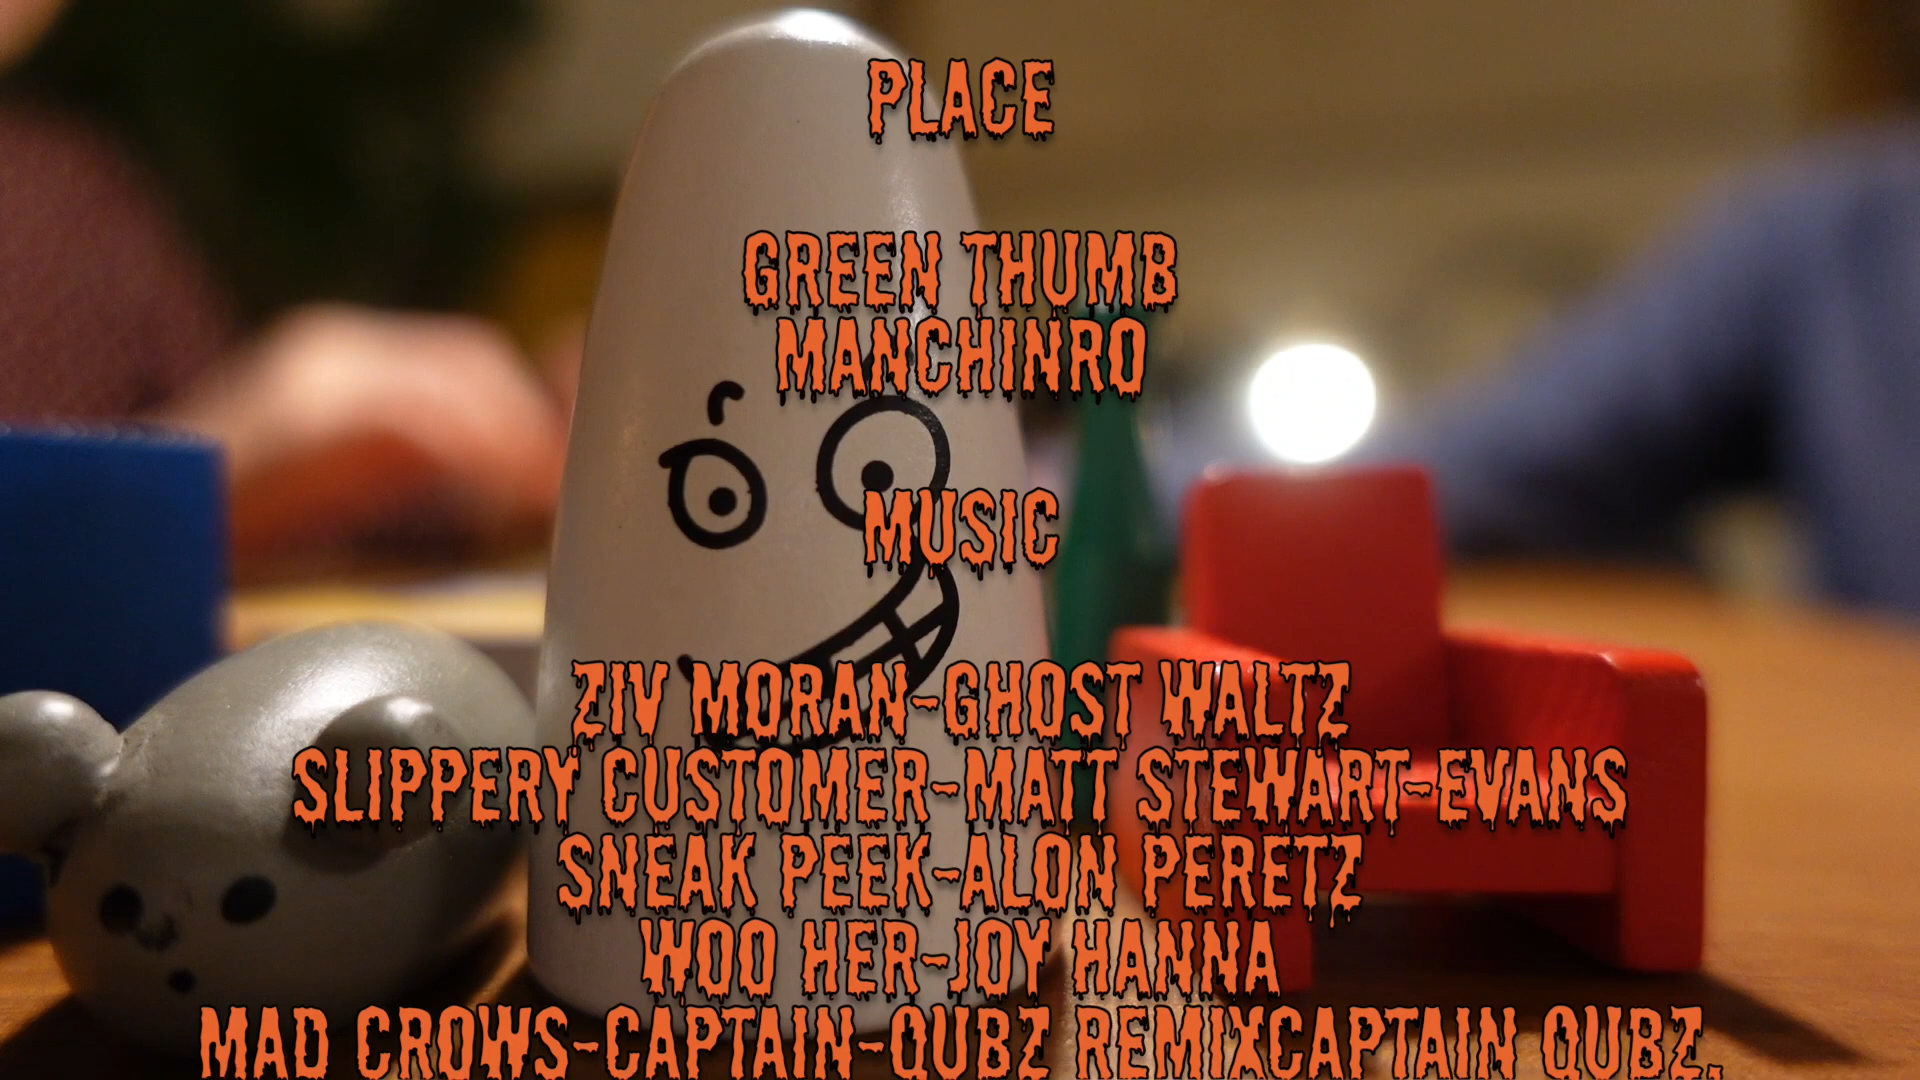 PLACE
GREEN THUMB
MANCHINRO
MUSIC
ZIV MORAN-GHOST WALTZ
SLIPPERY CUSTOMER-MATT STEWART-EVANS
SNEAK PEEK-ALON PERETZ
WOO HER-JOY HANNA
MAD CROWS-CAPTAIN-QUBZ REMIXCAPTAIN QUBZ.